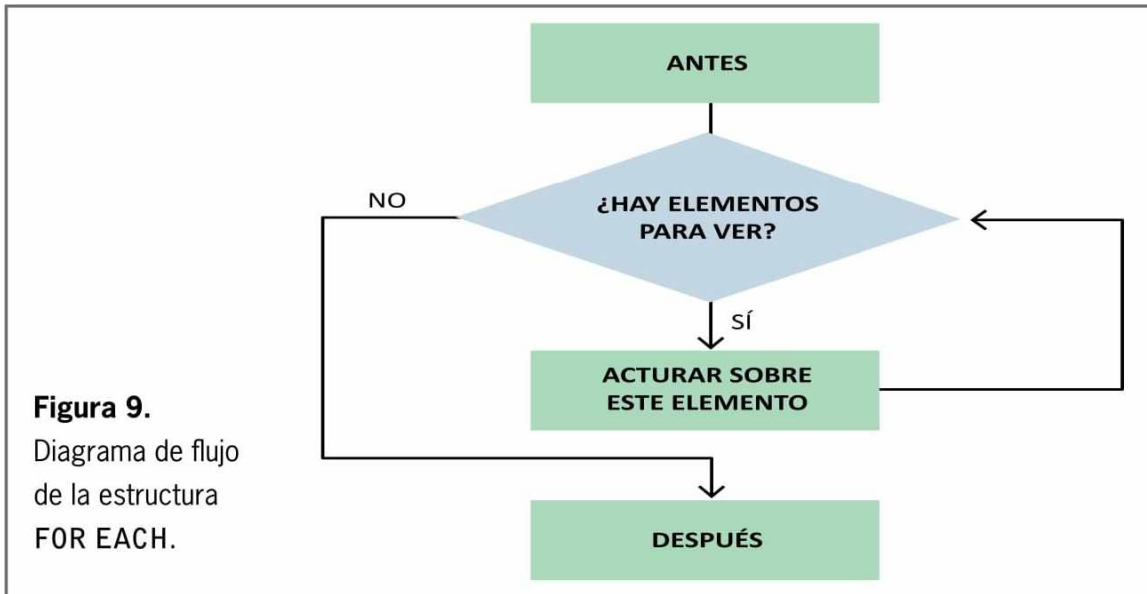 ANTES
¿HAY ELEMENTOS
PARA VER?
NO
SÍ
ACTURAR SOBRE
ESTE ELEMENTO
DESPUÉS
Figura 9.
Diagrama de flujo
de la estructura
FOR EACH.